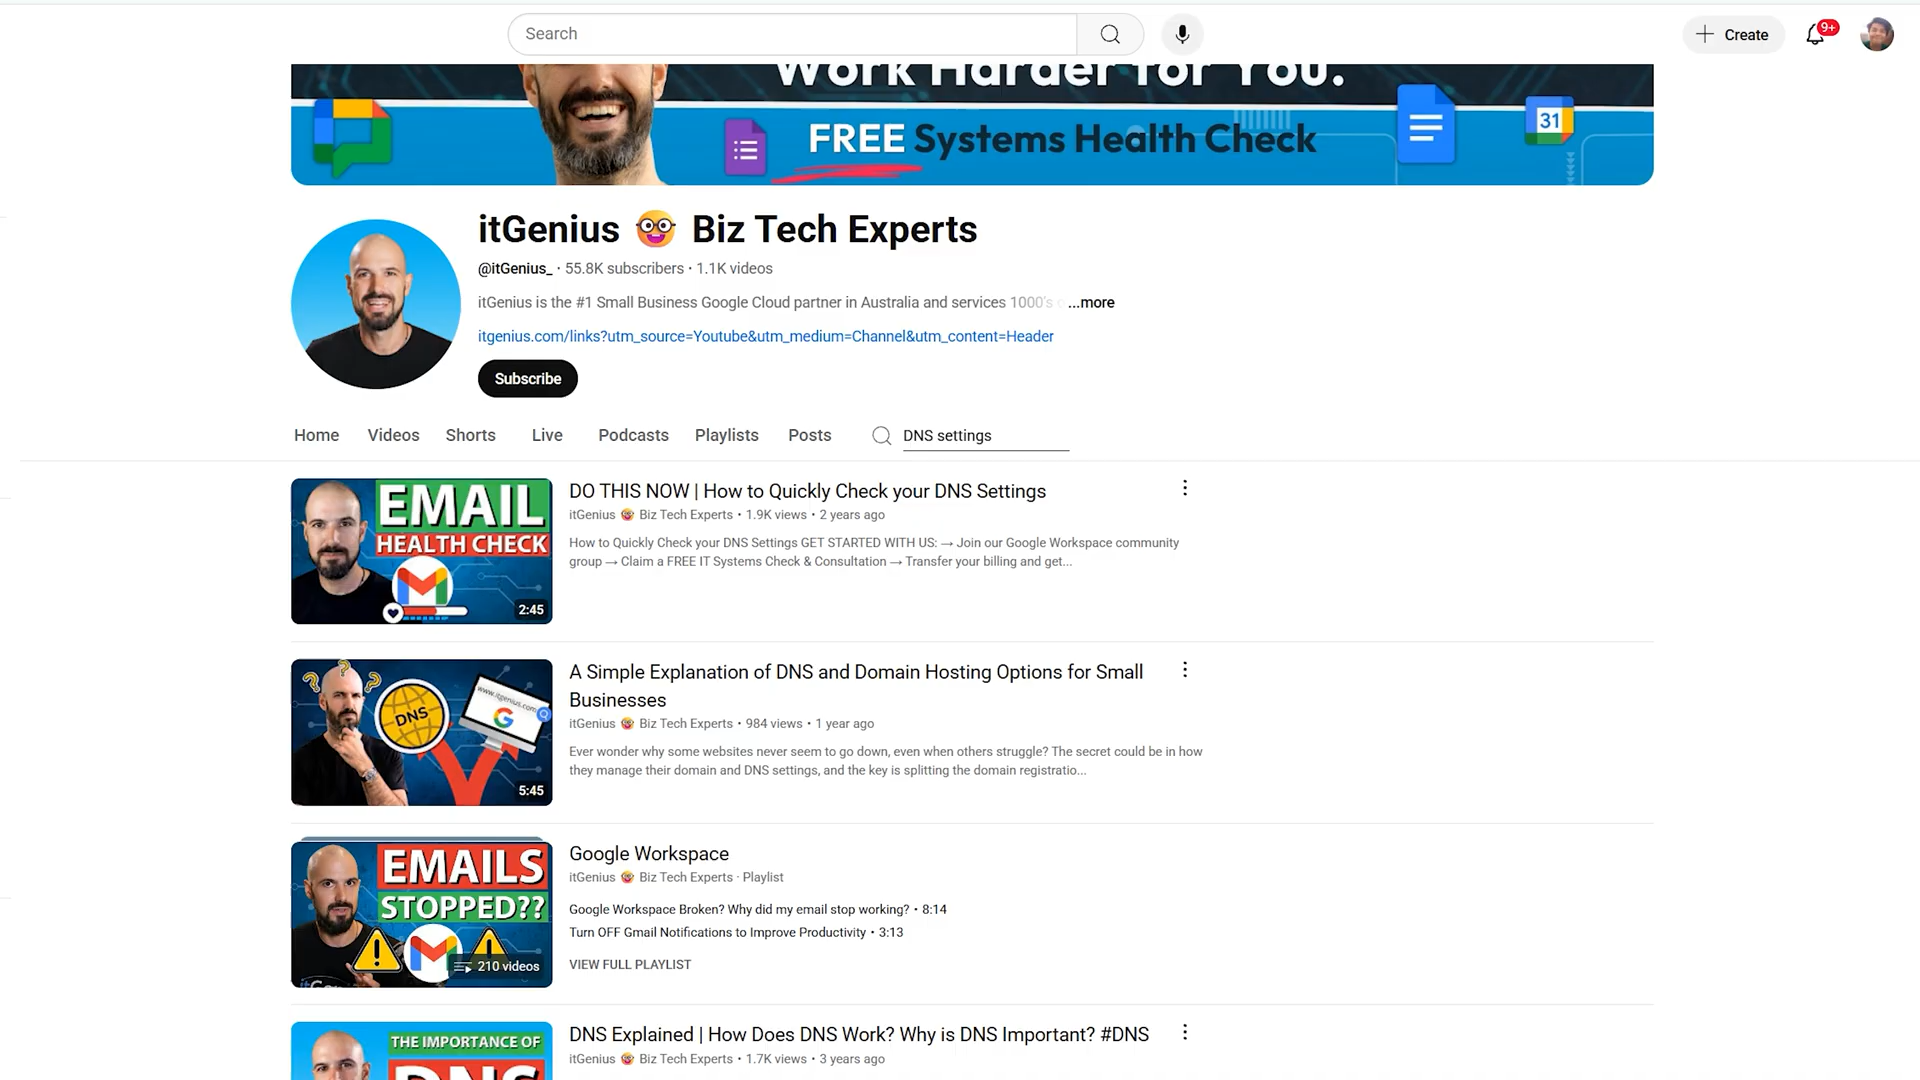 Search
Create
9+
Work Harder for You.
FREE Systems Health Check
31
itGenius 🤓 Biz Tech Experts
@itGenius_ · 55.8K subscribers · 1.1K videos
itGenius is the #1 Small Business Google Cloud partner in Australia and services 1000's ...more
itgenius.com/links?utm_source=Youtube&utm_medium=Channel&utm_content=Header
Subscribe
Home Videos Shorts Live Podcasts Playlists Posts DNS settings
EMAIL
HEALTH CHECK
2:45
DO THIS NOW | How to Quickly Check your DNS Settings
itGenius 🤓 Biz Tech Experts • 1.9K views • 2 years ago
How to Quickly Check your DNS Settings GET STARTED WITH US: → Join our Google Workspace community
group → Claim a FREE IT Systems Check & Consultation → Transfer your billing and get...
? ? ?
DNS
www.itgenius.com
5:45
A Simple Explanation of DNS and Domain Hosting Options for Small
Businesses
itGenius 🤓 Biz Tech Experts • 984 views • 1 year ago
Ever wonder why some websites never seem to go down, even when others struggle? The secret could be in how
they manage their domain and DNS settings, and the key is splitting the domain registratio...
EMAILS
STOPPED??
210 videos
Google Workspace
itGenius 🤓 Biz Tech Experts · Playlist
Google Workspace Broken? Why did my email stop working? • 8:14
Turn OFF Gmail Notifications to Improve Productivity • 3:13
VIEW FULL PLAYLIST
THE IMPORTANCE OF
DNS
DNS Explained | How Does DNS Work? Why is DNS Important? #DNS
itGenius 🤓 Biz Tech Experts • 1.7K views • 3 years ago